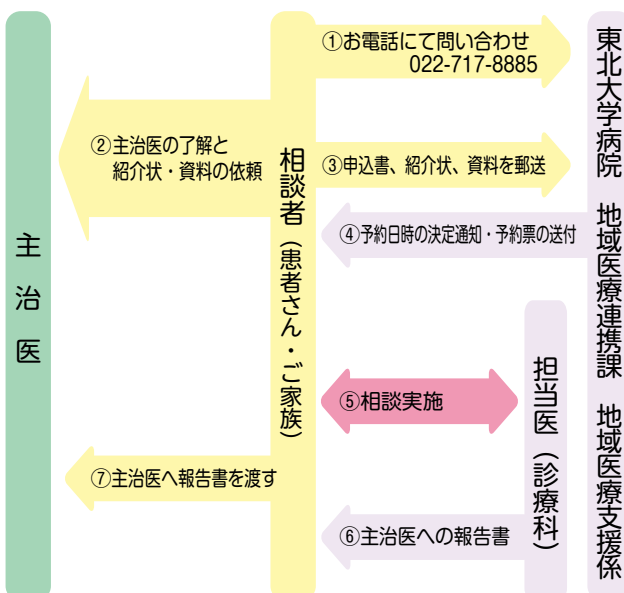 ①お電話にて問い合わせ
022-717-8885
②主治医の了解と
紹介状・資料の依頼
③申込書、紹介状、資料を郵送
④予約日時の決定通知・予約票の送付
⑤相談実施
⑥主治医への報告書
⑦主治医へ報告書を渡す
主治医
相談者（患者さん・ご家族）
担当医（診療科）
東北大学病院 地域医療連携課 地域医療支援係